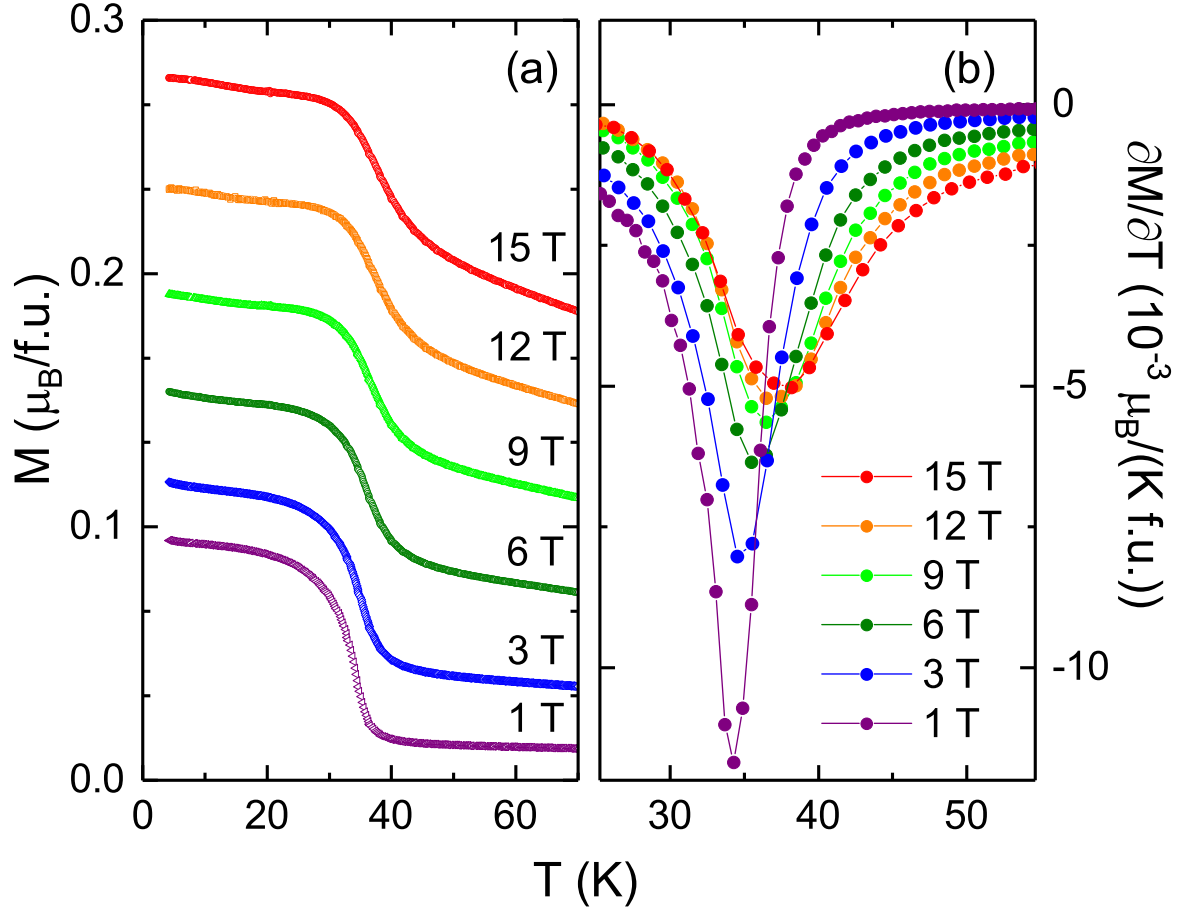 (a)
(b)
M (μB/f.u.)
0.3
0.2
0.1
0.0
15 T
12 T
9 T
6 T
3 T
1 T
0
20
40
60
15 T
12 T
9 T
6 T
3 T
1 T
30
40
50
0
-5
-10
∂M/∂T (10⁻³ μB/(K f.u.))
T (K)